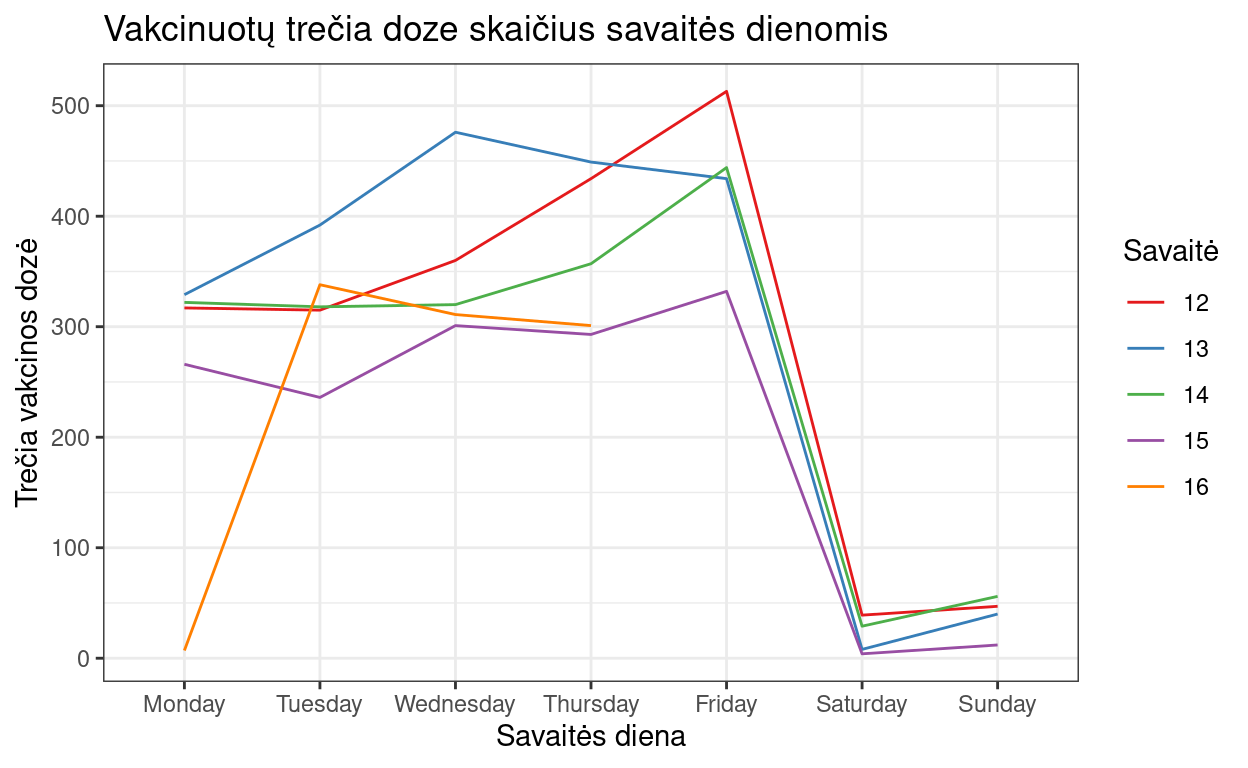 Vakcinuotų trečia doze skaičius savaitės dienomis
Trečia vakcinos dozė
500
400
300
200
100
0
Monday Tuesday Wednesday Thursday Friday Saturday Sunday
Savaitės diena
Savaitė
12
13
14
15
16